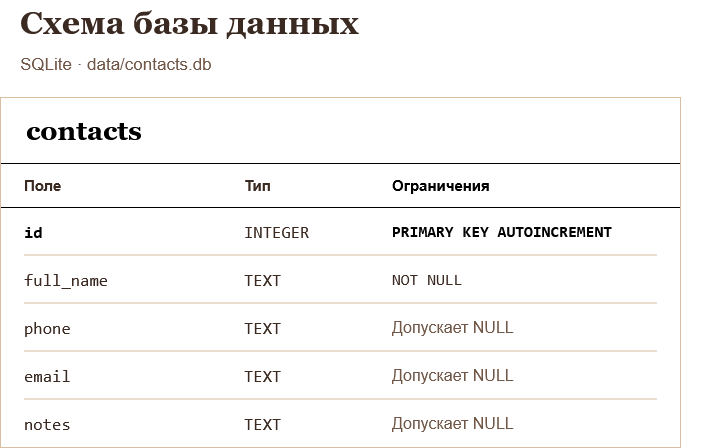 Схема базы данных
SQLite · data/contacts.db
contacts
Поле Тип Ограничения
id INTEGER PRIMARY KEY AUTOINCREMENT
full_name TEXT NOT NULL
phone TEXT Допускает NULL
email TEXT Допускает NULL
notes TEXT Допускает NULL